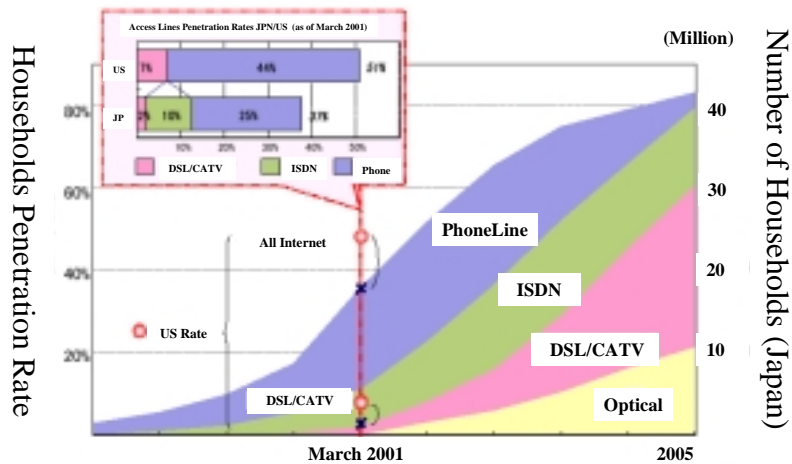 Access Lines Penetration Rates JPN/US (as of March 2001)
US
7%
44%
51%
JP
2%
10%
25%
37%
10%
20%
30%
40%
50%
DSL/CATV
ISDN
Phone
(Million)
Households Penetration Rate
Number of Households (Japan)
80%
60%
40%
20%
40
30
20
10
All Internet
US Rate
DSL/CATV
PhoneLine
ISDN
DSL/CATV
Optical
March 2001
2005